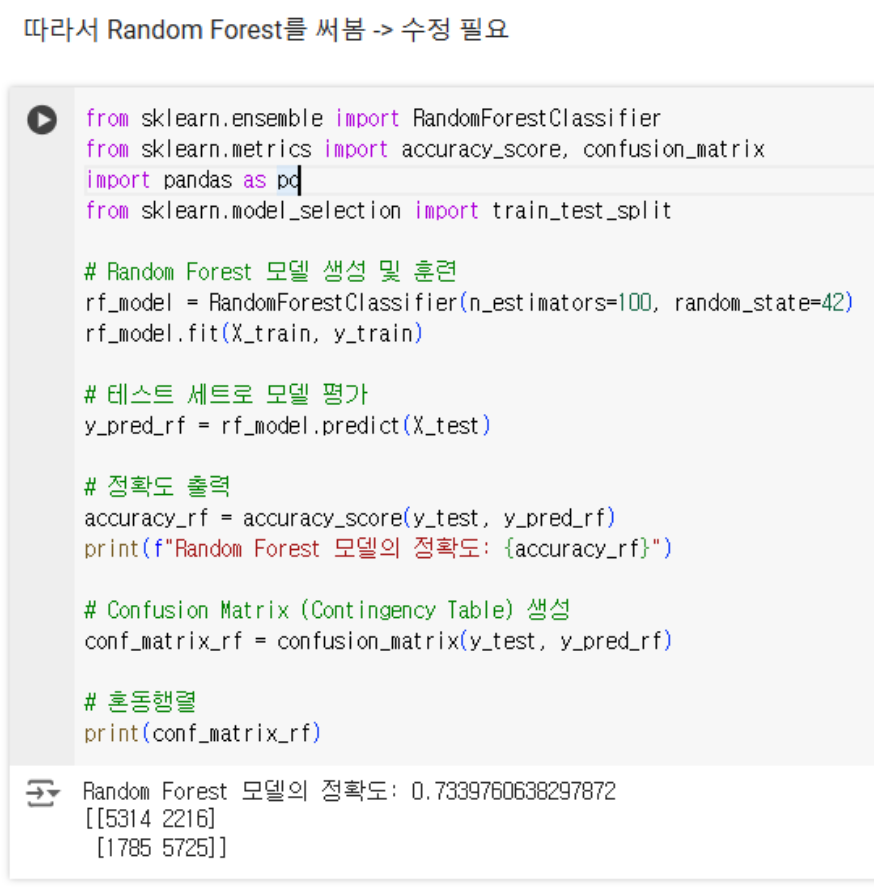 따라서 Random Forest를 써봄 -> 수정 필요
from sklearn.ensemble import RandomForestClassifier
from sklearn.metrics import accuracy_score, confusion_matrix
import pandas as pd
from sklearn.model_selection import train_test_split
# Random Forest 모델 생성 및 훈련
rf_model = RandomForestClassifier(n_estimators=100, random_state=42)
rf_model.fit(X_train, y_train)
# 테스트 세트로 모델 평가
y_pred_rf = rf_model.predict(X_test)
# 정확도 출력
accuracy_rf = accuracy_score(y_test, y_pred_rf)
print(f"Random Forest 모델의 정확도: {accuracy_rf}")
# Confusion Matrix (Contingency Table) 생성
conf_matrix_rf = confusion_matrix(y_test, y_pred_rf)
# 혼동행렬
print(conf_matrix_rf)
Random Forest 모델의 정확도: 0.7339760638297872
[[5314 2216]
 [1785 5725]]